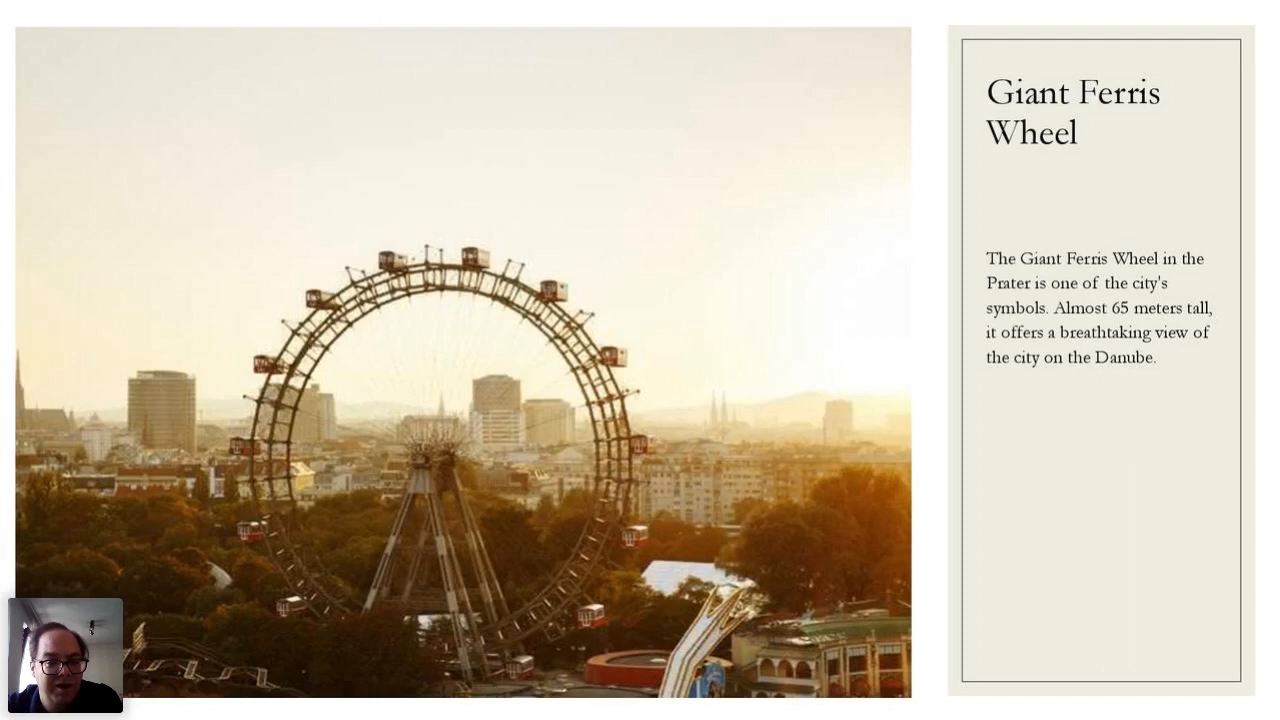 Giant Ferris
Wheel
The Giant Ferris Wheel in the
Prater is one of the city's
symbols. Almost 65 meters tall,
it offers a breathtaking view of
the city on the Danube.